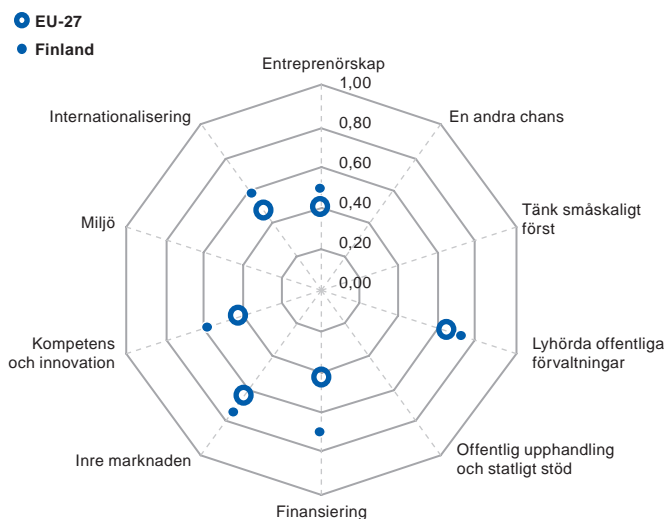 EU-27
Finland
Entreprenörskap
1,00
0,80
0,60
0,40
0,20
0,00
En andra chans
Tänk småskaligt
först
Lyhörda offentliga
förvaltningar
Offentlig upphandling
och statligt stöd
Finansiering
Inre marknaden
Kompetens
och innovation
Miljö
Internationalisering